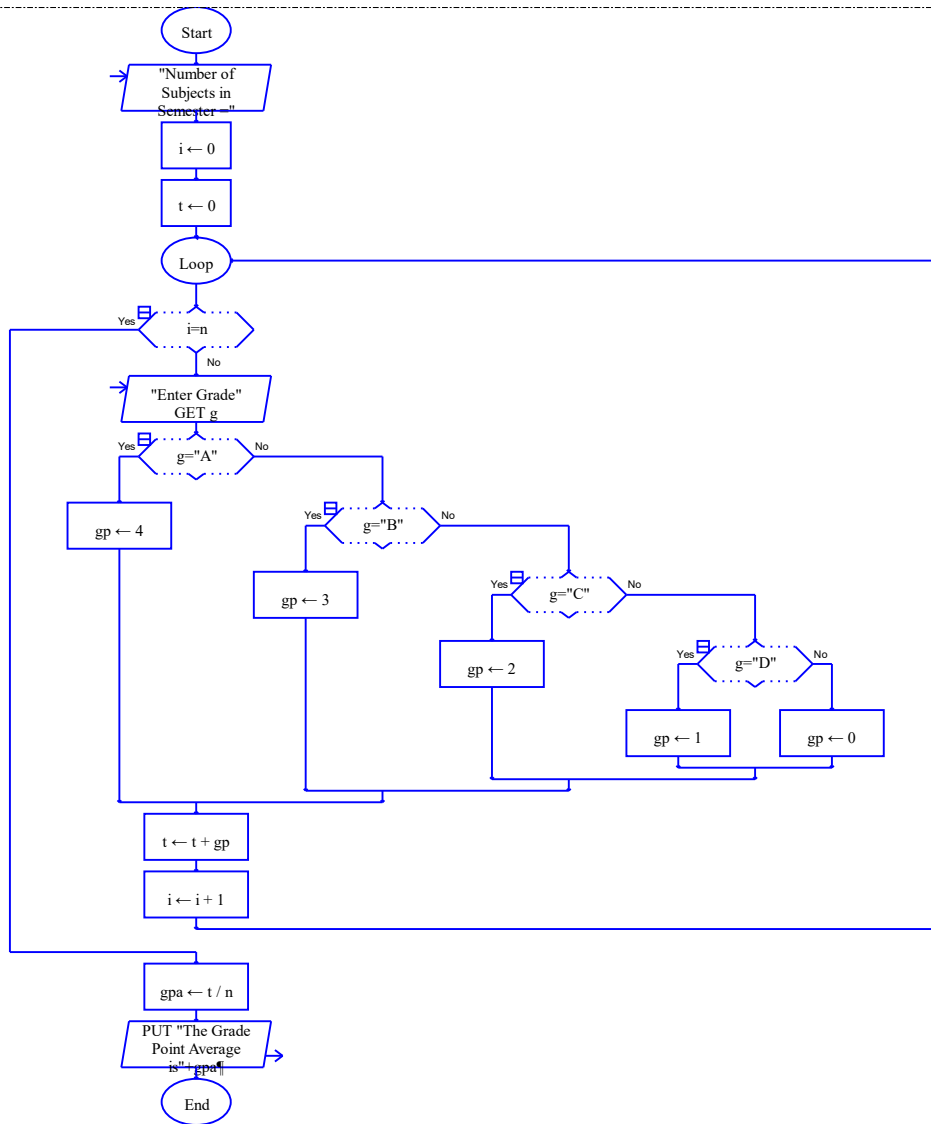 Start
"Number of
Subjects in
Semester ="
i ← 0
t ← 0
Loop
Yes
i=n
No
"Enter Grade"
GET g
Yes
g="A"
No
gp ← 4
Yes
g="B"
No
gp ← 3
Yes
g="C"
No
gp ← 2
Yes
g="D"
No
gp ← 1
gp ← 0
t ← t + gp
i ← i + 1
gpa ← t / n
PUT "The Grade
Point Average
is"+gpa¶
End